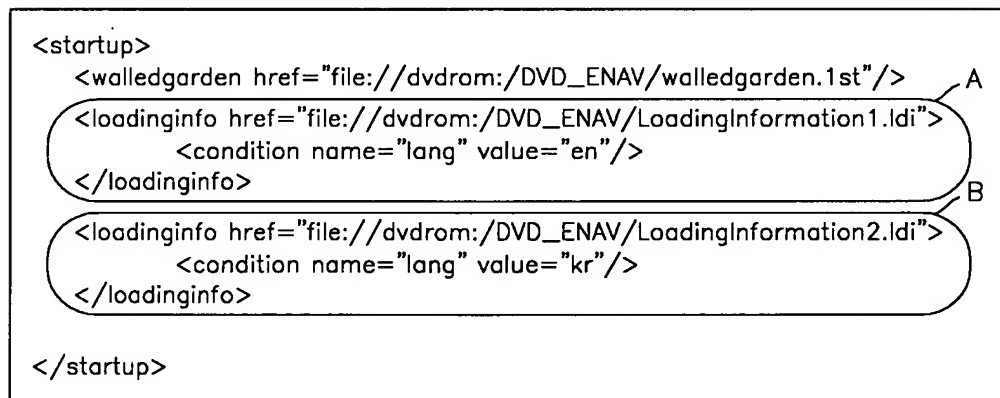 <startup>
<walledgarden href="file://dvdrom:/DVD_ENAV/walledgarden.1st"/>
A
<loadinginfo href="file://dvdrom:/DVD_ENAV/LoadingInformation1.ldi">
<condition name="lang" value="en"/>
</loadinginfo>
B
<loadinginfo href="file://dvdrom:/DVD_ENAV/LoadingInformation2.ldi">
<condition name="lang" value="kr"/>
</loadinginfo>
</startup>